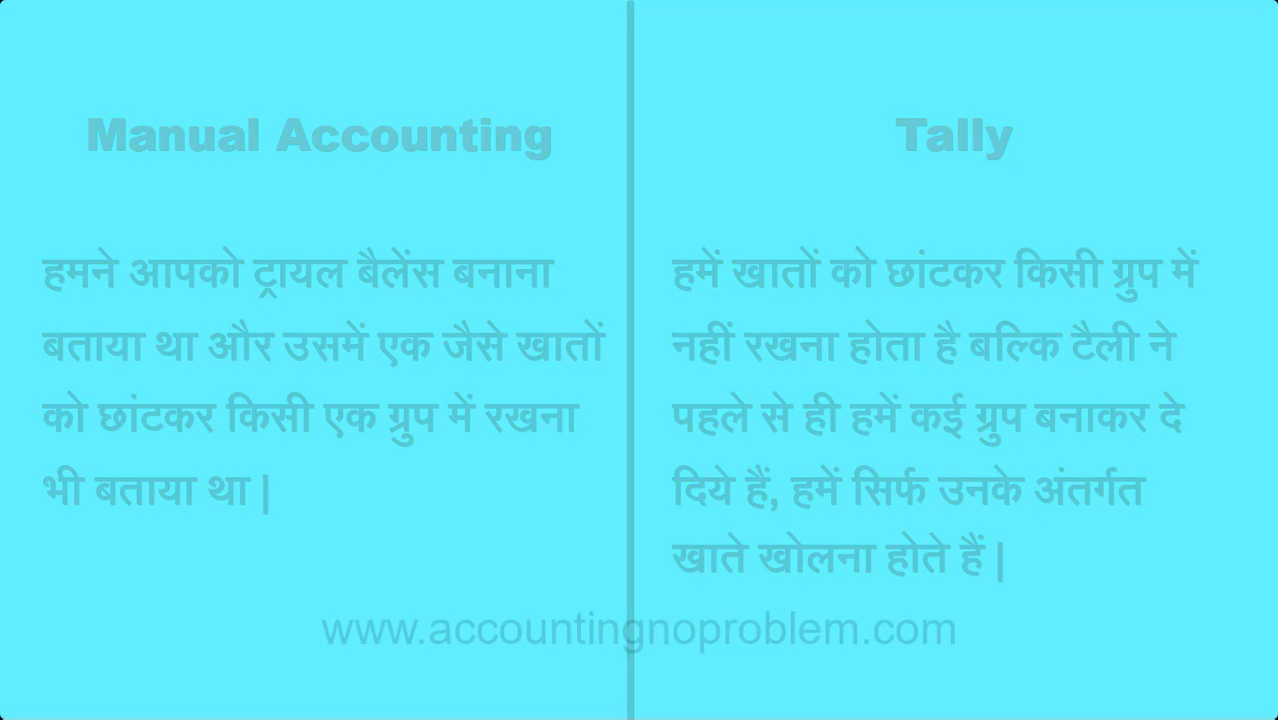 Manual Accounting
हमने आपको ट्रायल बैलेंस बनाना
बताया था और उसमें एक जैसे खातों
को छांटकर किसी एक ग्रुप में रखना
भी बताया था |
Tally
हमें खातों को छांटकर किसी ग्रुप में
नहीं रखना होता है बल्कि टैली ने
पहले से ही हमें कई ग्रुप बनाकर दे
दिये हैं, हमें सिर्फ उनके अंतर्गत
खाते खोलना होते हैं |
www.accountingnoproblem.com